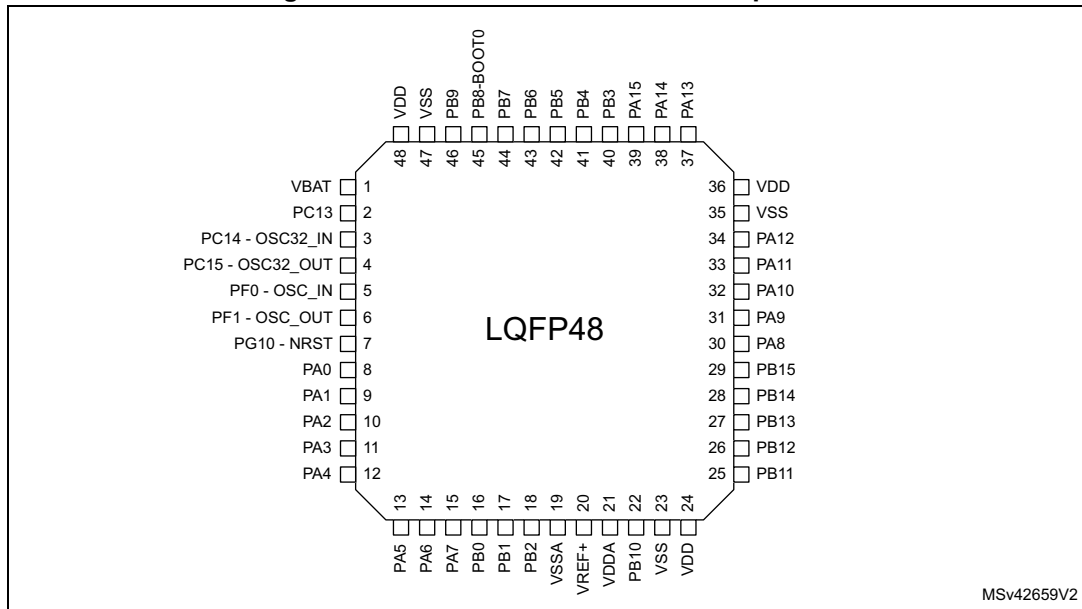 48 VDD
47 VSS
46 PB9
45 PB8-BOOT0
44 PB7
43 PB6
42 PB5
41 PB4
40 PB3
39 PA15
38 PA14
37 PA13
VBAT 1
PC13 2
PC14 - OSC32_IN 3
PC15 - OSC32_OUT 4
PF0 - OSC_IN 5
PF1 - OSC_OUT 6
PG10 - NRST 7
PA0 8
PA1 9
PA2 10
PA3 11
PA4 12
LQFP48
36 VDD
35 VSS
34 PA12
33 PA11
32 PA10
31 PA9
30 PA8
29 PB15
28 PB14
27 PB13
26 PB12
25 PB11
PA5 13
PA6 14
PA7 15
PB0 16
PB1 17
PB2 18
VSSA 19
VREF+ 20
VDDA 21
PB10 22
VSS 23
VDD 24
MSv42659V2